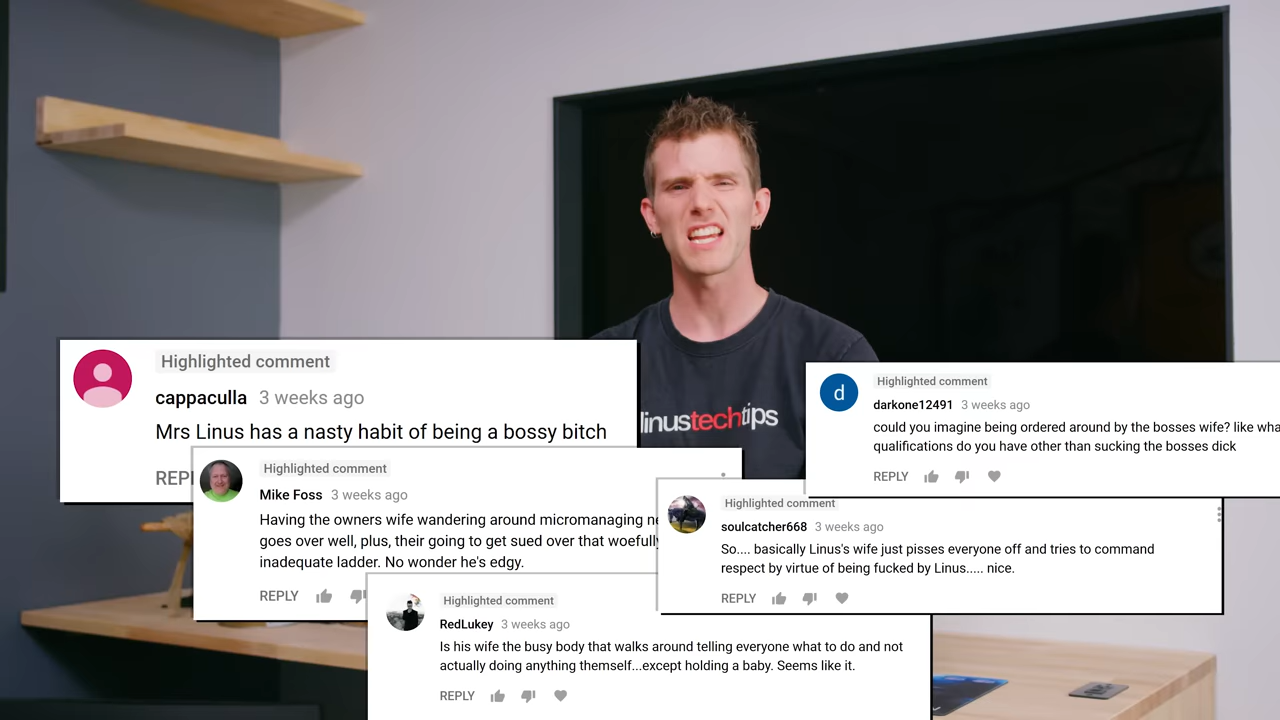 linustechtips
Highlighted comment
cappaculla 3 weeks ago
Mrs Linus has a nasty habit of being a bossy bitch
Highlighted comment
Mike Foss 3 weeks ago
Having the owners wife wandering around micromanaging
goes over well, plus, their going to get sued over that woefully
inadequate ladder. No wonder he's edgy.
REPLY
Highlighted comment
RedLukey 3 weeks ago
Is his wife the busy body that walks around telling everyone what to do and not
actually doing anything themself...except holding a baby. Seems like it.
REPLY
Highlighted comment
soulcatcher668 3 weeks ago
So.... basically Linus's wife just pisses everyone off and tries to command
respect by virtue of being fucked by Linus..... nice.
REPLY
d
Highlighted comment
darkone12491 3 weeks ago
could you imagine being ordered around by the bosses wife? like
qualifications do you have other than sucking the bosses dick
REPLY